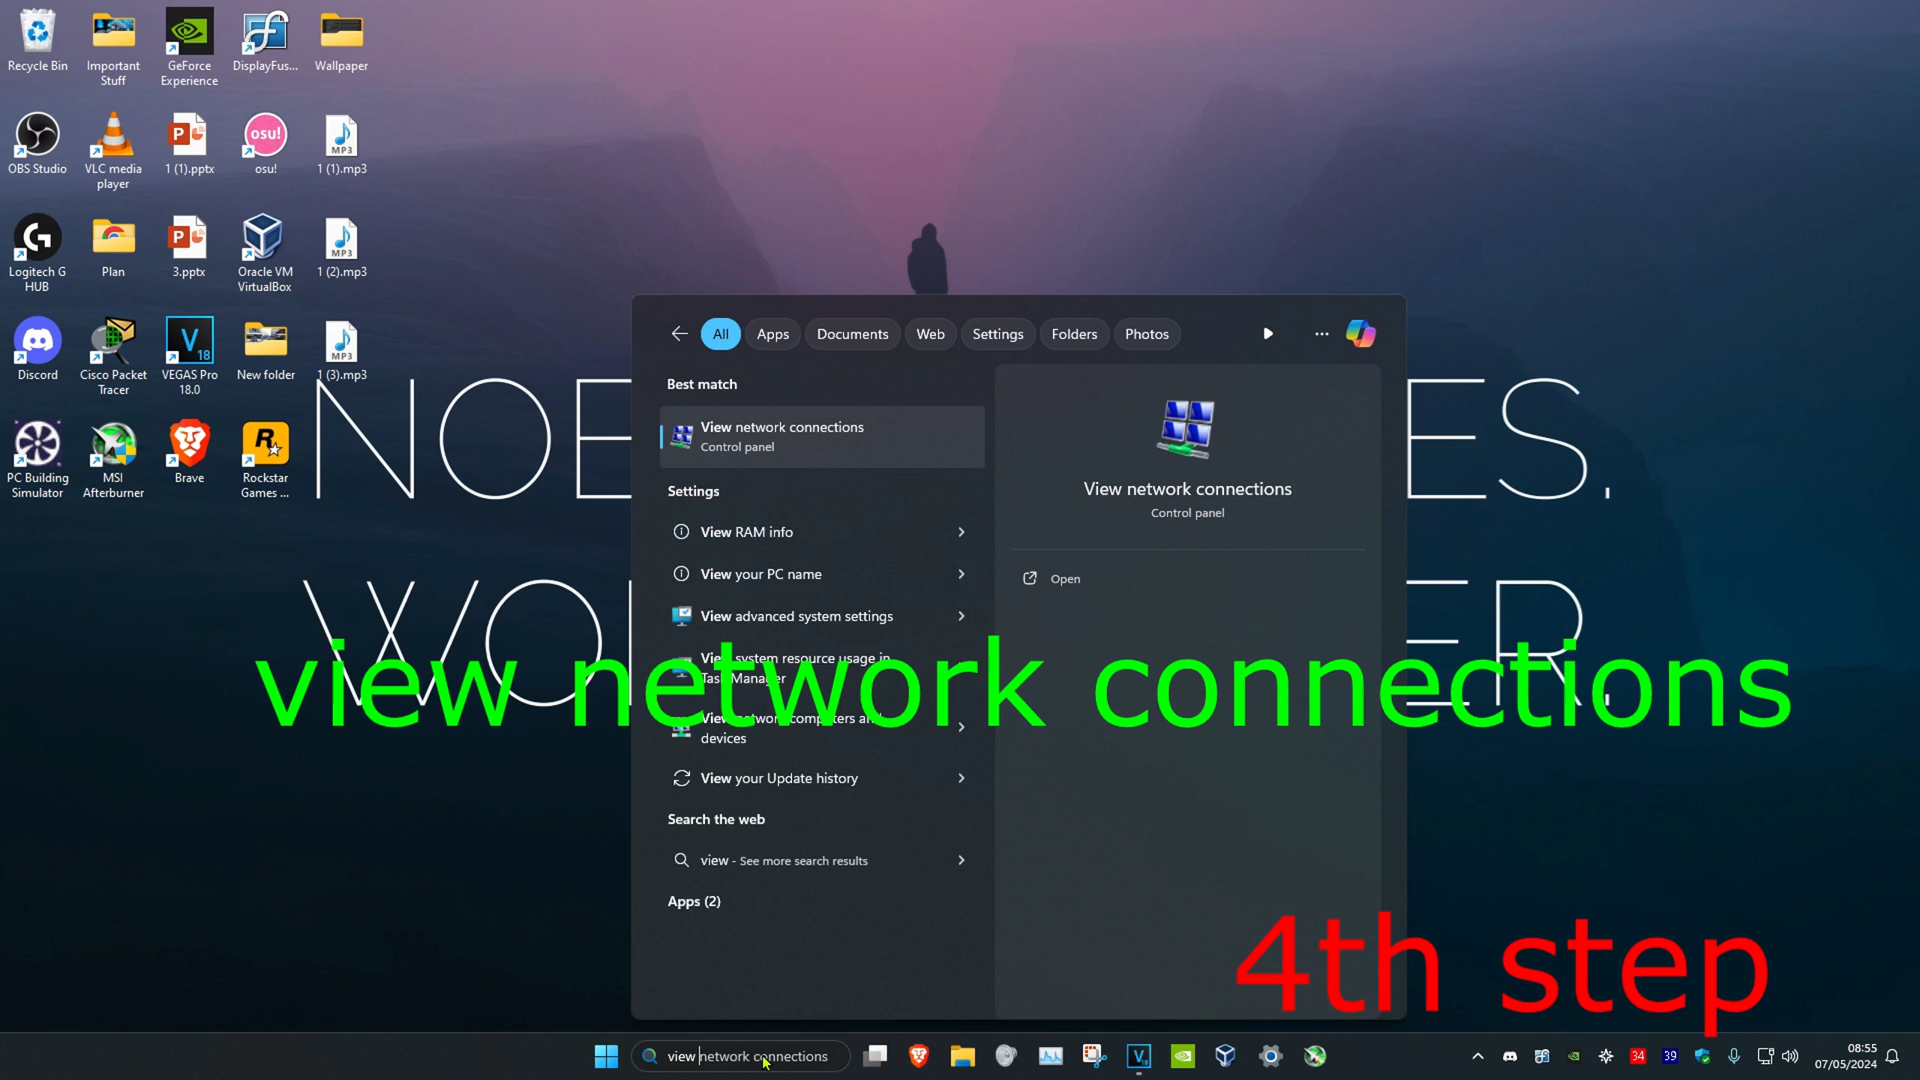 Recycle Bin
Important
Stuff
GeForce
Experience
DisplayFus...
Wallpaper
OBS Studio
VLC media
player
1 (1).pptx
osu!
osu!
1 (1).mp3
MP3
Logitech G
HUB
Plan
3.pptx
Oracle VM
VirtualBox
1 (2).mp3
MP3
Discord
Cisco Packet
Tracer
VEGAS Pro
18.0
New folder
1 (3).mp3
MP3
PC Building
Simulator
MSI
Afterburner
Brave
Rockstar
Games ...
All
Apps
Documents
Web
Settings
Folders
Photos
Best match
View network connections
Control panel
Settings
View RAM info
View your PC name
View advanced system settings
View system resource usage in
Task Manager
View network computers and
devices
View your Update history
Search the web
view - See more search results
Apps (2)
View network connections
Control panel
Open
view network connections
4th step
view network connections
34
39
08:55
07/05/2024